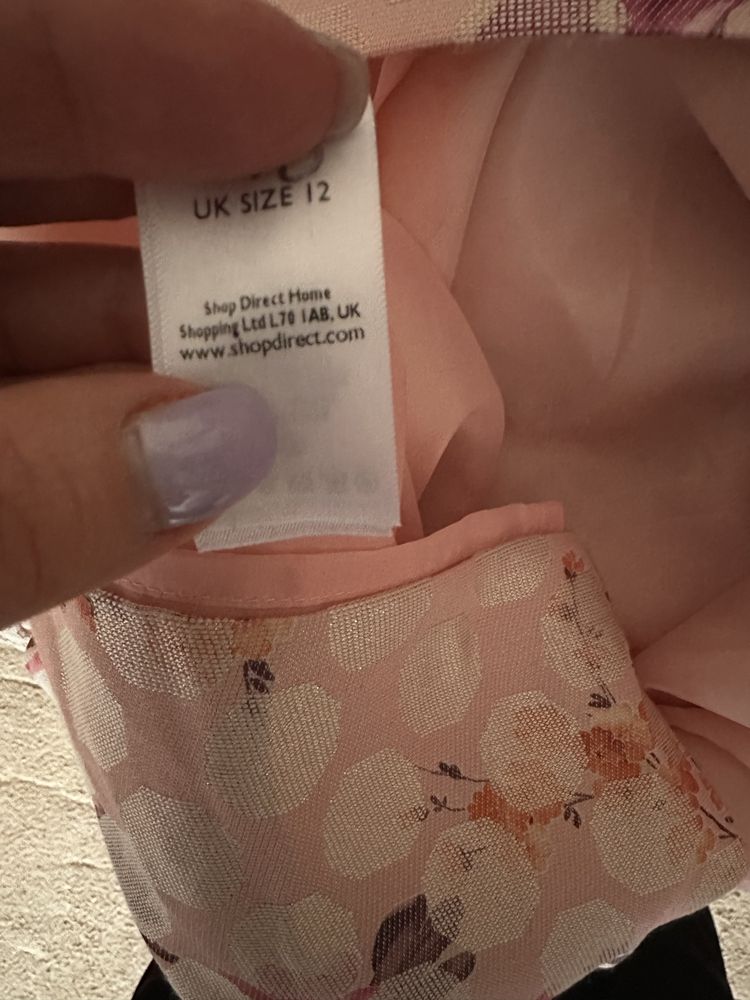 UK SIZE 12
Shop Direct Home
Shopping Ltd L70 1AB, UK
www.shopdirect.com